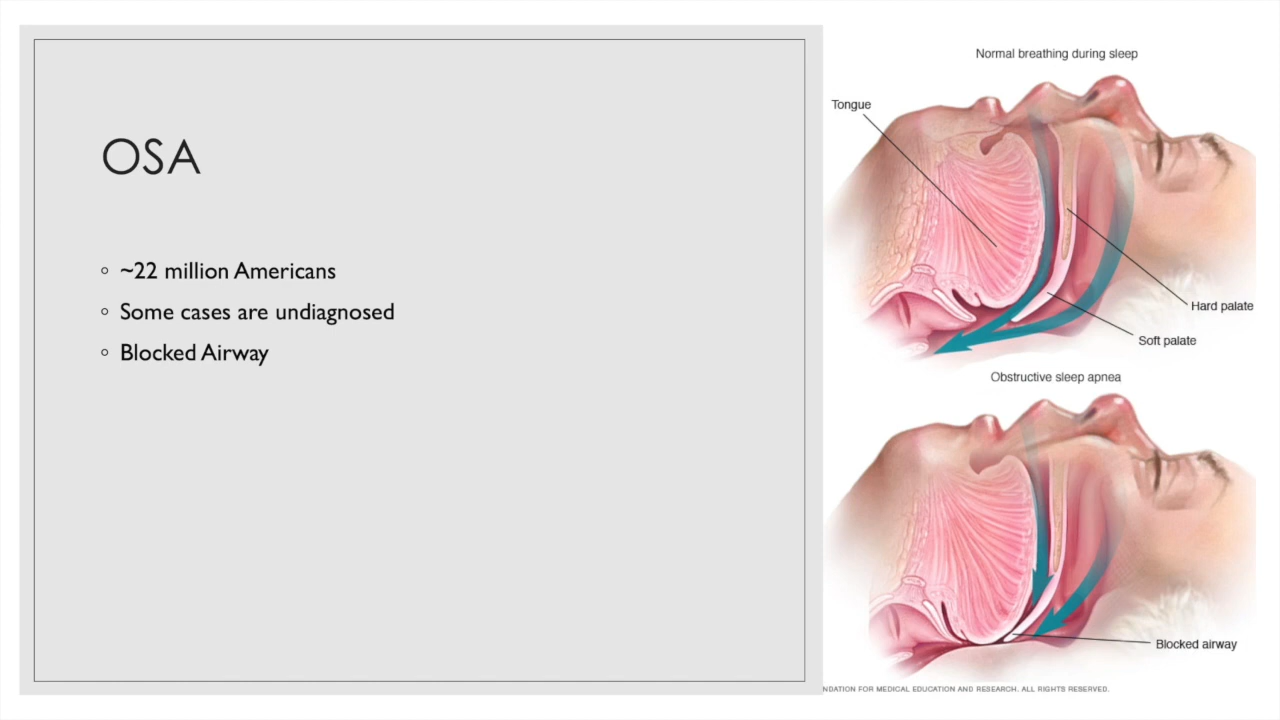 OSA
~22 million Americans
Some cases are undiagnosed
Blocked Airway
Normal breathing during sleep
Tongue
Hard palate
Soft palate
Obstructive sleep apnea
Blocked airway
FOR MEDICAL EDUCATION AND RESEARCH. ALL RIGHTS RESERVED.